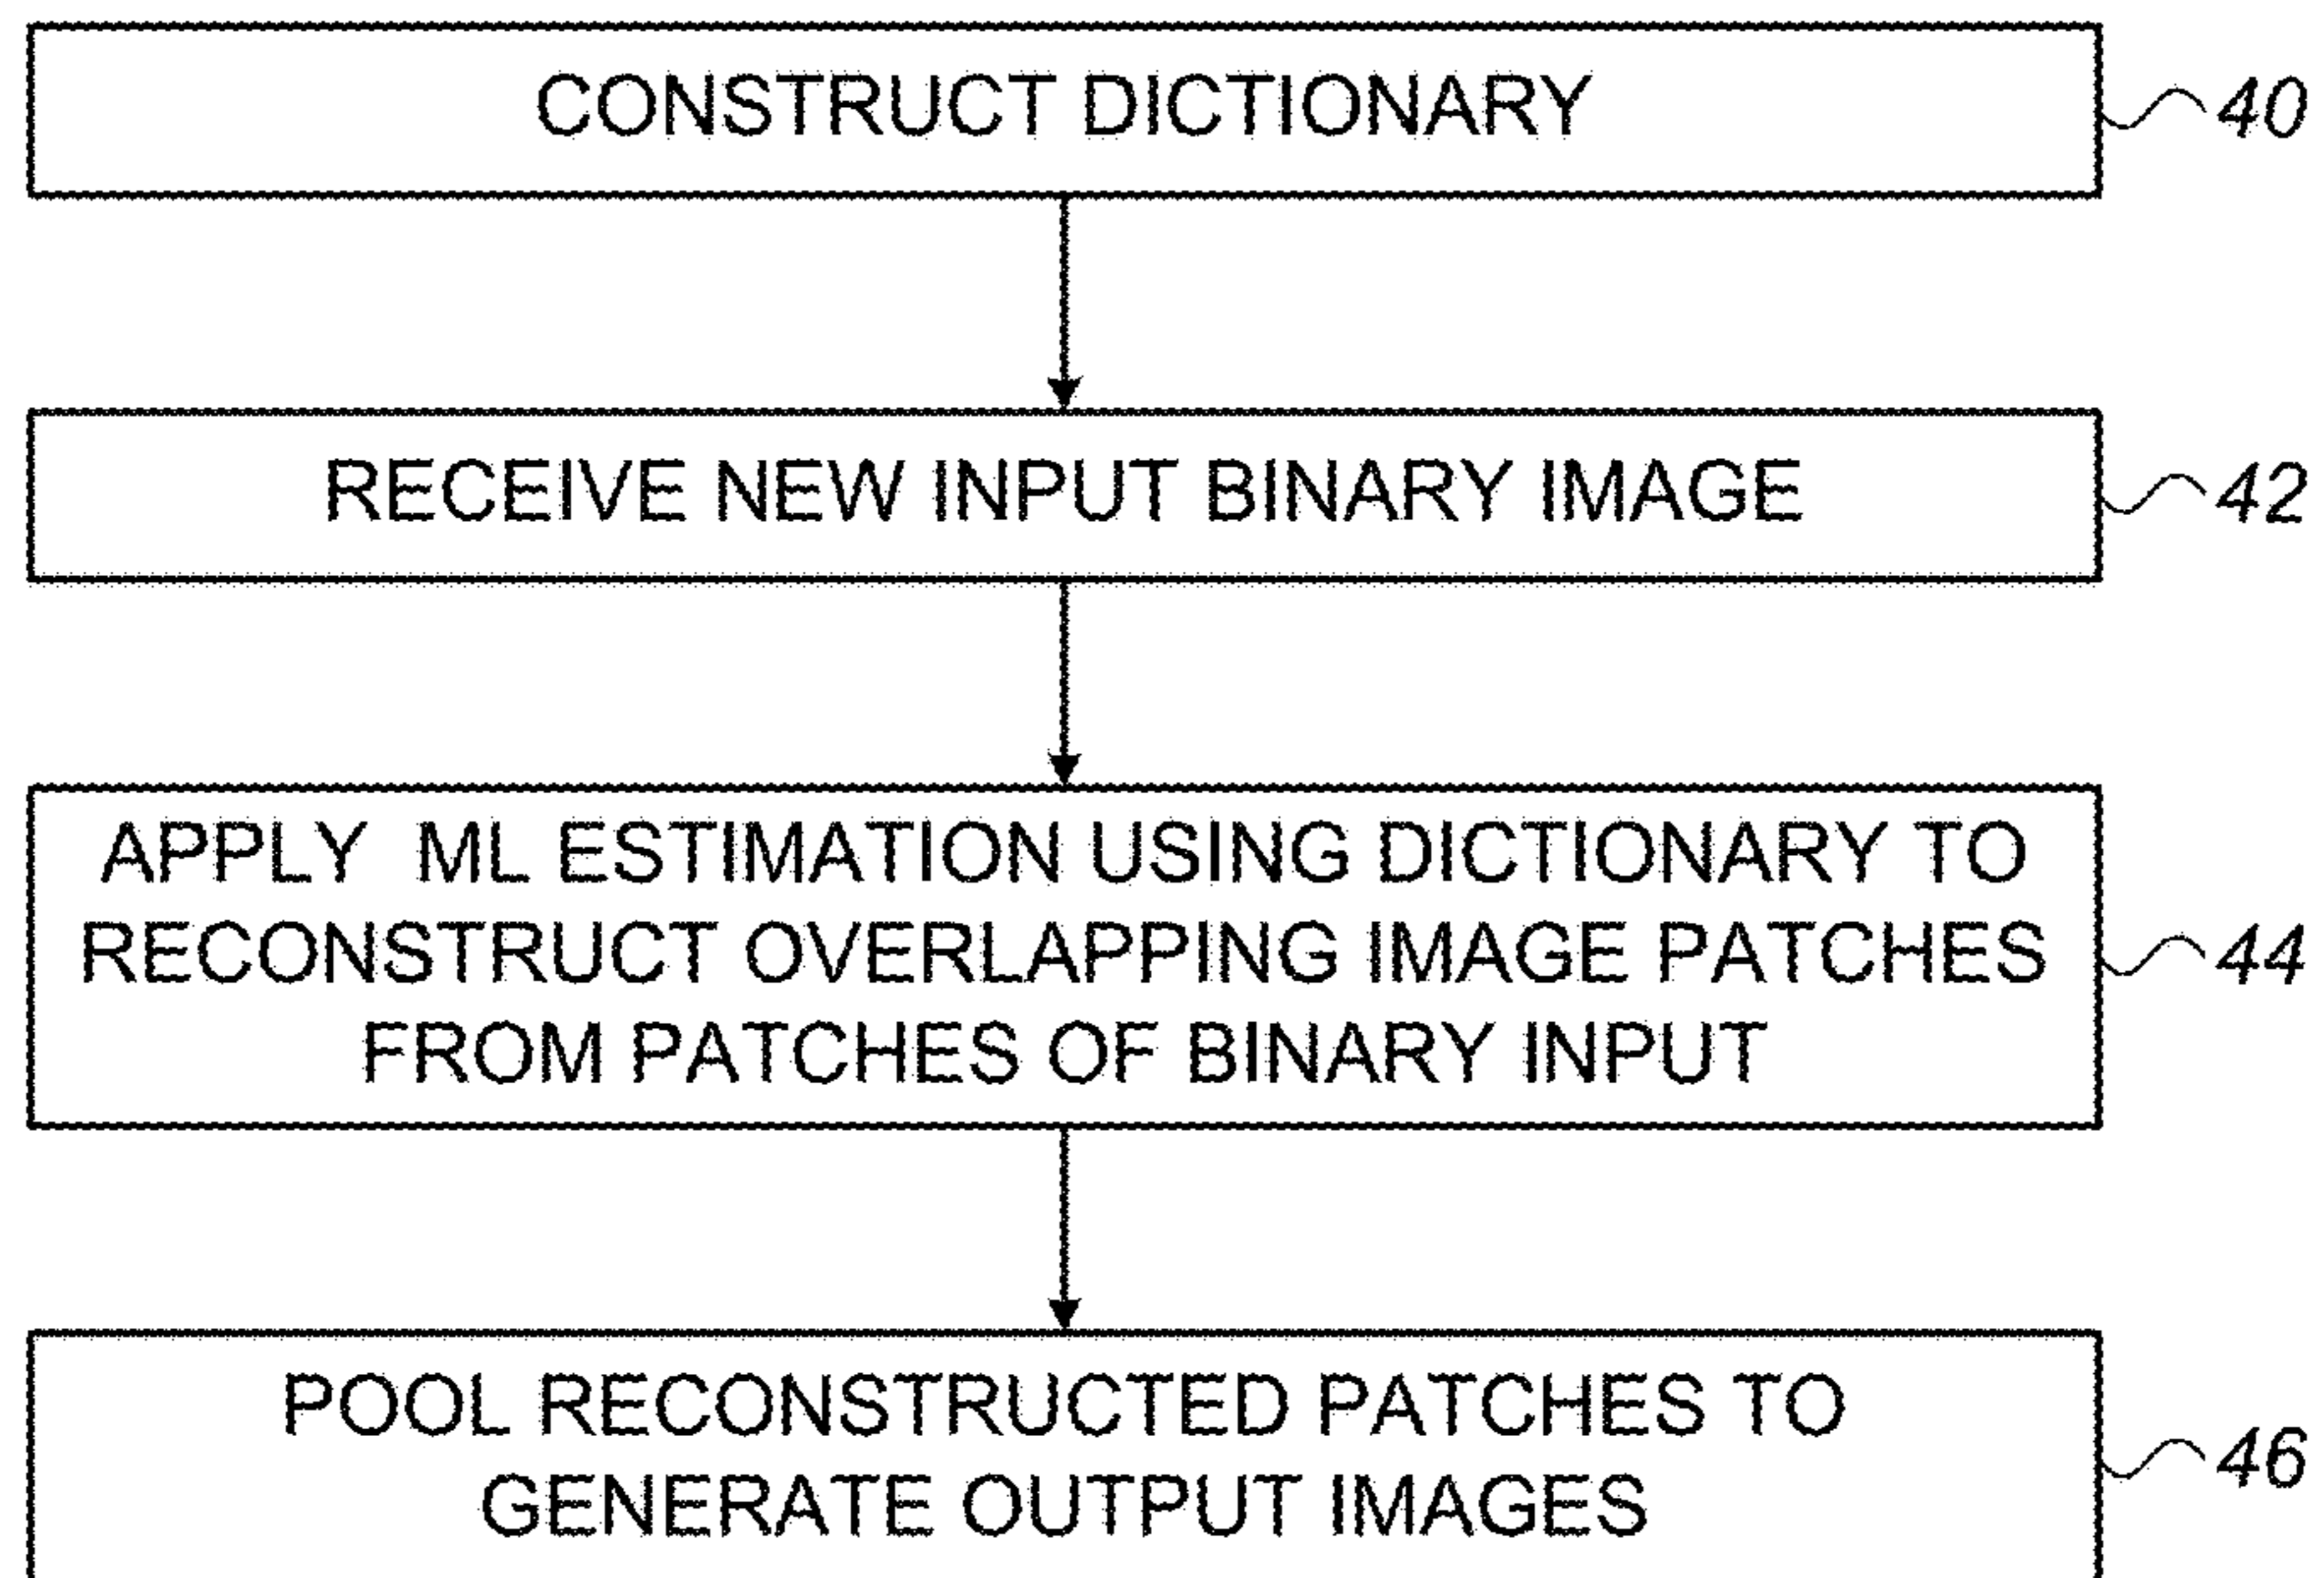 CONSTRUCT DICTIONARY
40
RECEIVE NEW INPUT BINARY IMAGE
42
APPLY ML ESTIMATION USING DICTIONARY TO
RECONSTRUCT OVERLAPPING IMAGE PATCHES
FROM PATCHES OF BINARY INPUT
44
POOL RECONSTRUCTED PATCHES TO
GENERATE OUTPUT IMAGES
46